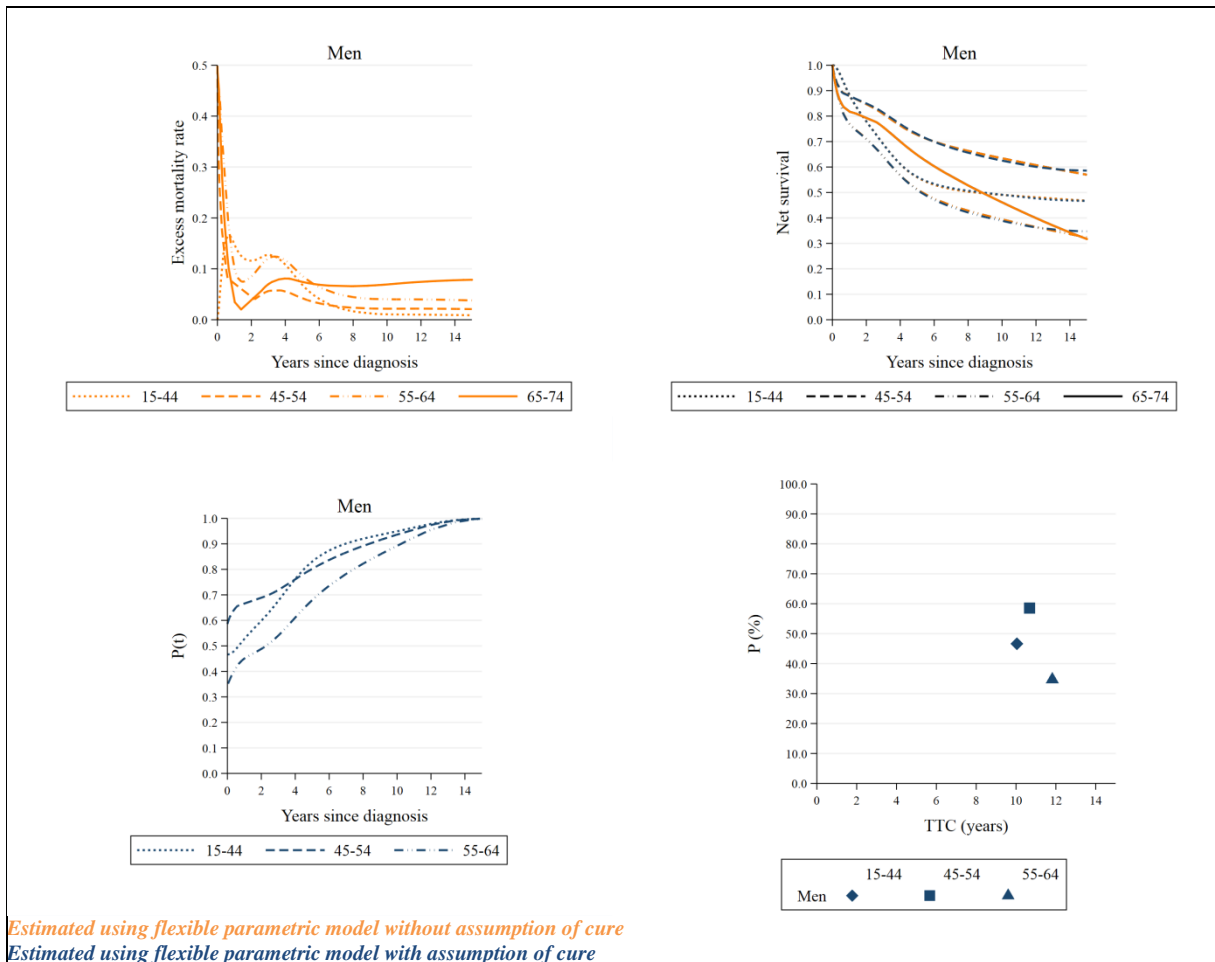 Men
0.5
0.4
0.3
0.2
0.1
0.0
Excess mortality rate
0 2 4 6 8 10 12 14
Years since diagnosis
15-44 45-54 55-64 65-74
Men
1.0
0.9
0.8
0.7
0.6
0.5
0.4
0.3
0.2
0.1
0.0
Net survival
0 2 4 6 8 10 12 14
Years since diagnosis
15-44 45-54 55-64 65-74
Men
1.0
0.9
0.8
0.7
0.6
0.5
0.4
0.3
0.2
0.1
0.0
P(t)
0 2 4 6 8 10 12 14
Years since diagnosis
15-44 45-54 55-64
100.0
90.0
80.0
70.0
60.0
50.0
40.0
30.0
20.0
10.0
0.0
P (%)
0 2 4 6 8 10 12 14
TTC (years)
15-44 45-54 55-64
Men
Estimated using flexible parametric model without assumption of cure
Estimated using flexible parametric model with assumption of cure